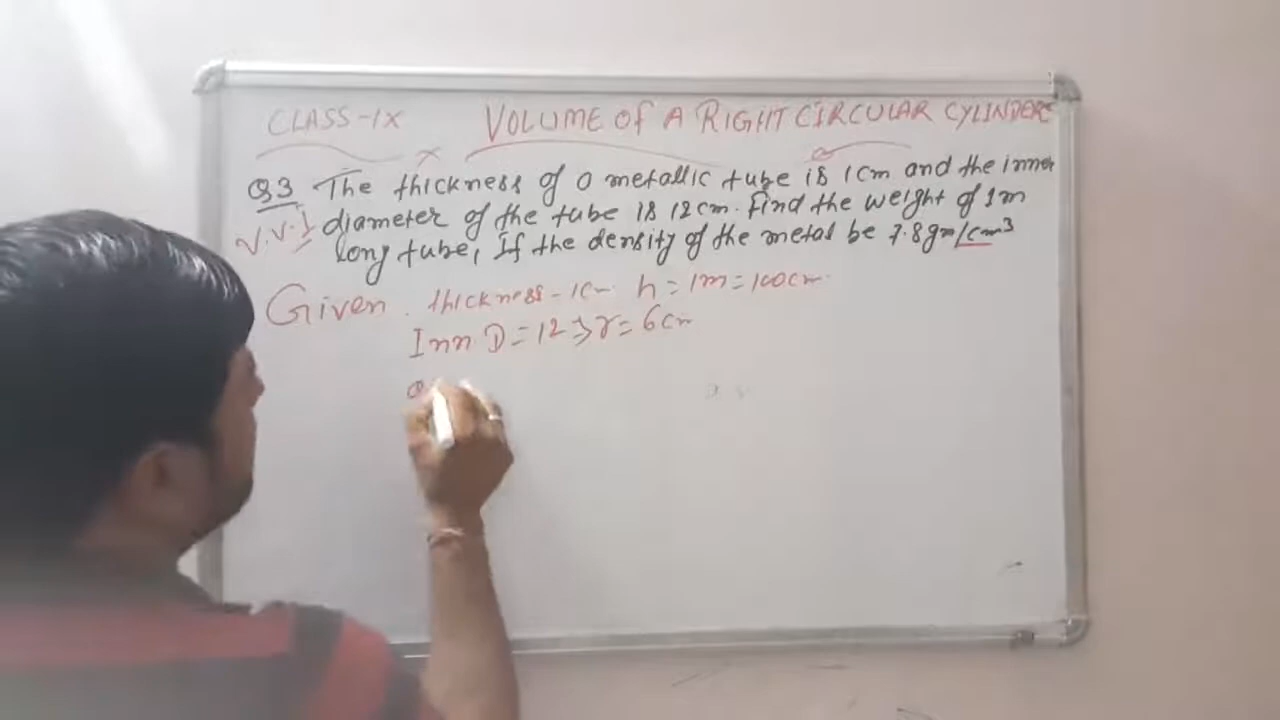 CLASS-IX VOLUME OF A RIGHT CIRCULAR CYLINDERS
Q3 The thickness of a metallic tube is 1cm and the inner
V.V.I diameter of the tube is 12cm. find the weight of 1m
long tube, If the density of the metal be 7.8gm/cm³
Given. thickness - 1cm h = 1m = 100cm.
Inn. D = 12 ⇒ r = 6cm